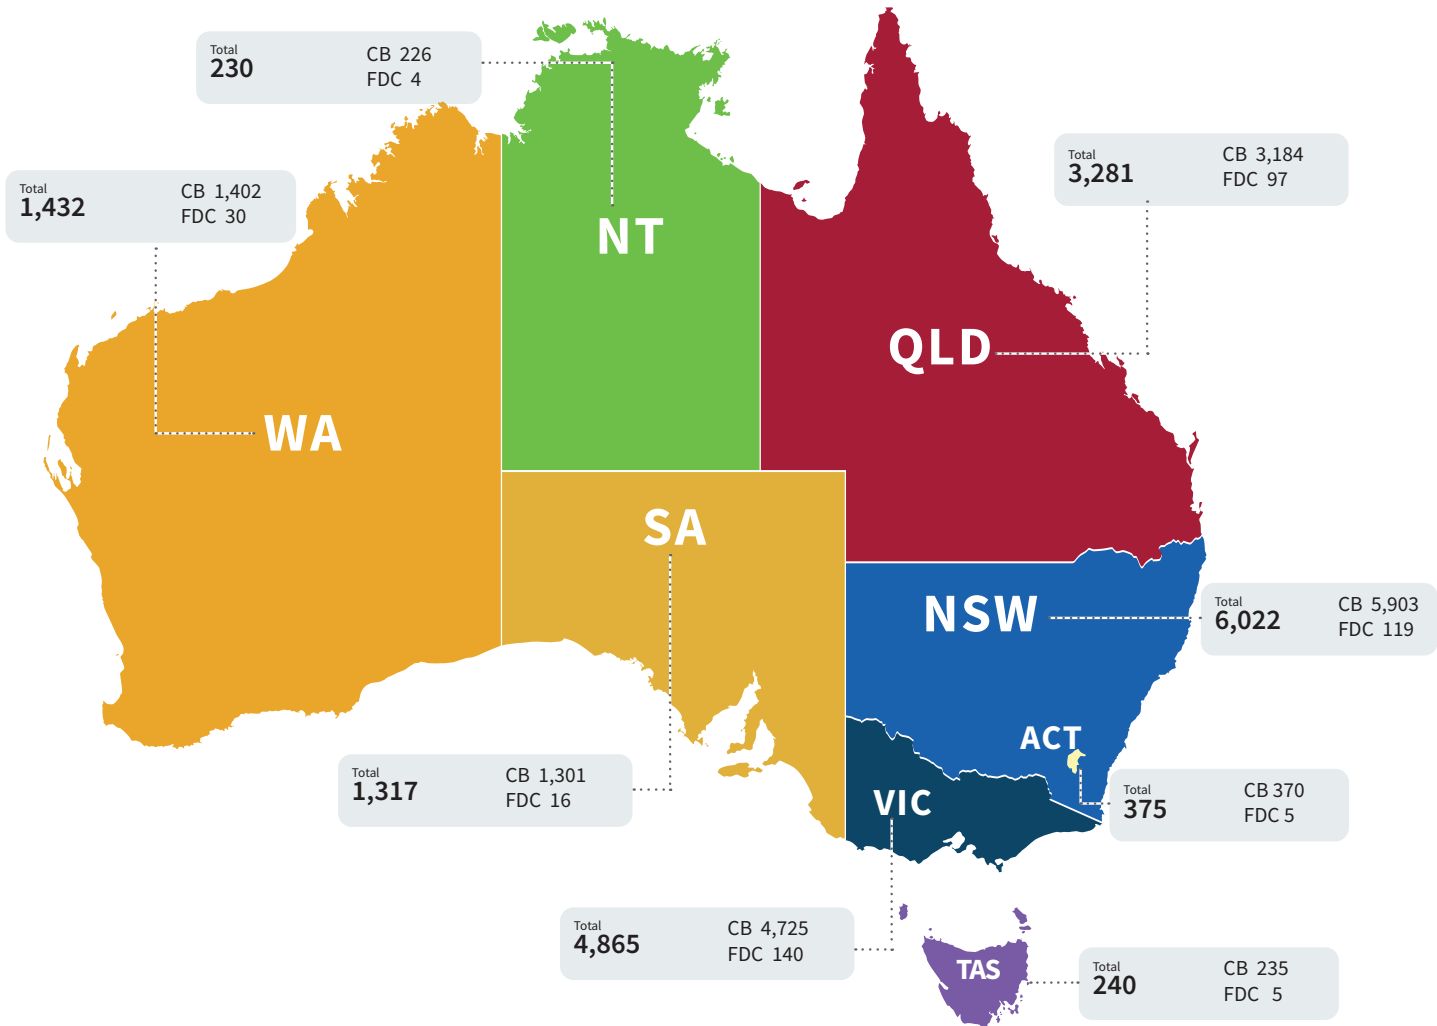 Total
230
CB 226
FDC 4
Total
1,432
CB 1,402
FDC 30
Total
3,281
CB 3,184
FDC 97
NT
QLD
WA
SA
NSW
Total
6,022
CB 5,903
FDC 119
ACT
Total
1,317
CB 1,301
FDC 16
VIC
Total
375
CB 370
FDC 5
Total
4,865
CB 4,725
FDC 140
TAS
Total
240
CB 235
FDC 5